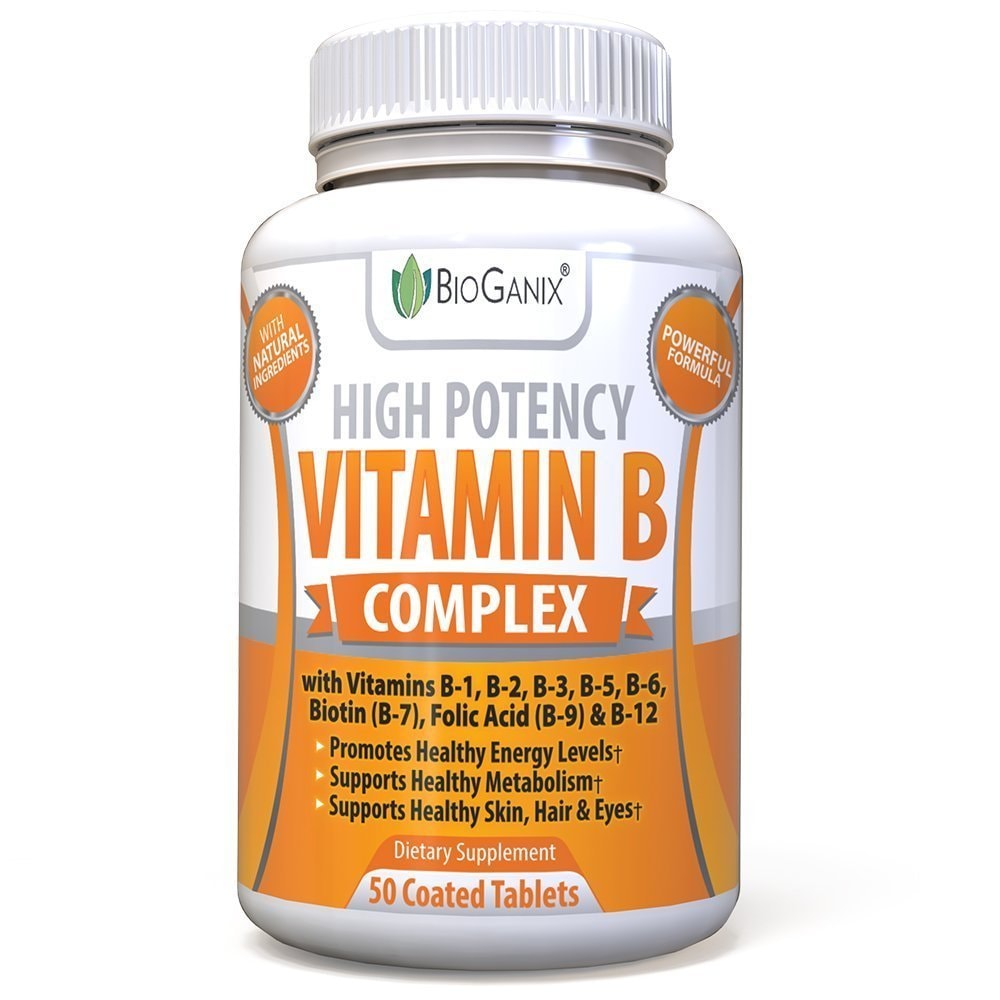 BIOGANIX®
WITH
NATURAL
INGREDIENTS
POWERFUL
FORMULA
HIGH POTENCY
VITAMIN B
COMPLEX
with Vitamins B-1, B-2, B-3, B-5, B-6,
Biotin (B-7), Folic Acid (B-9) & B-12
Promotes Healthy Energy Levels†
Supports Healthy Metabolism†
Supports Healthy Skin, Hair & Eyes†
Dietary Supplement
50 Coated Tablets